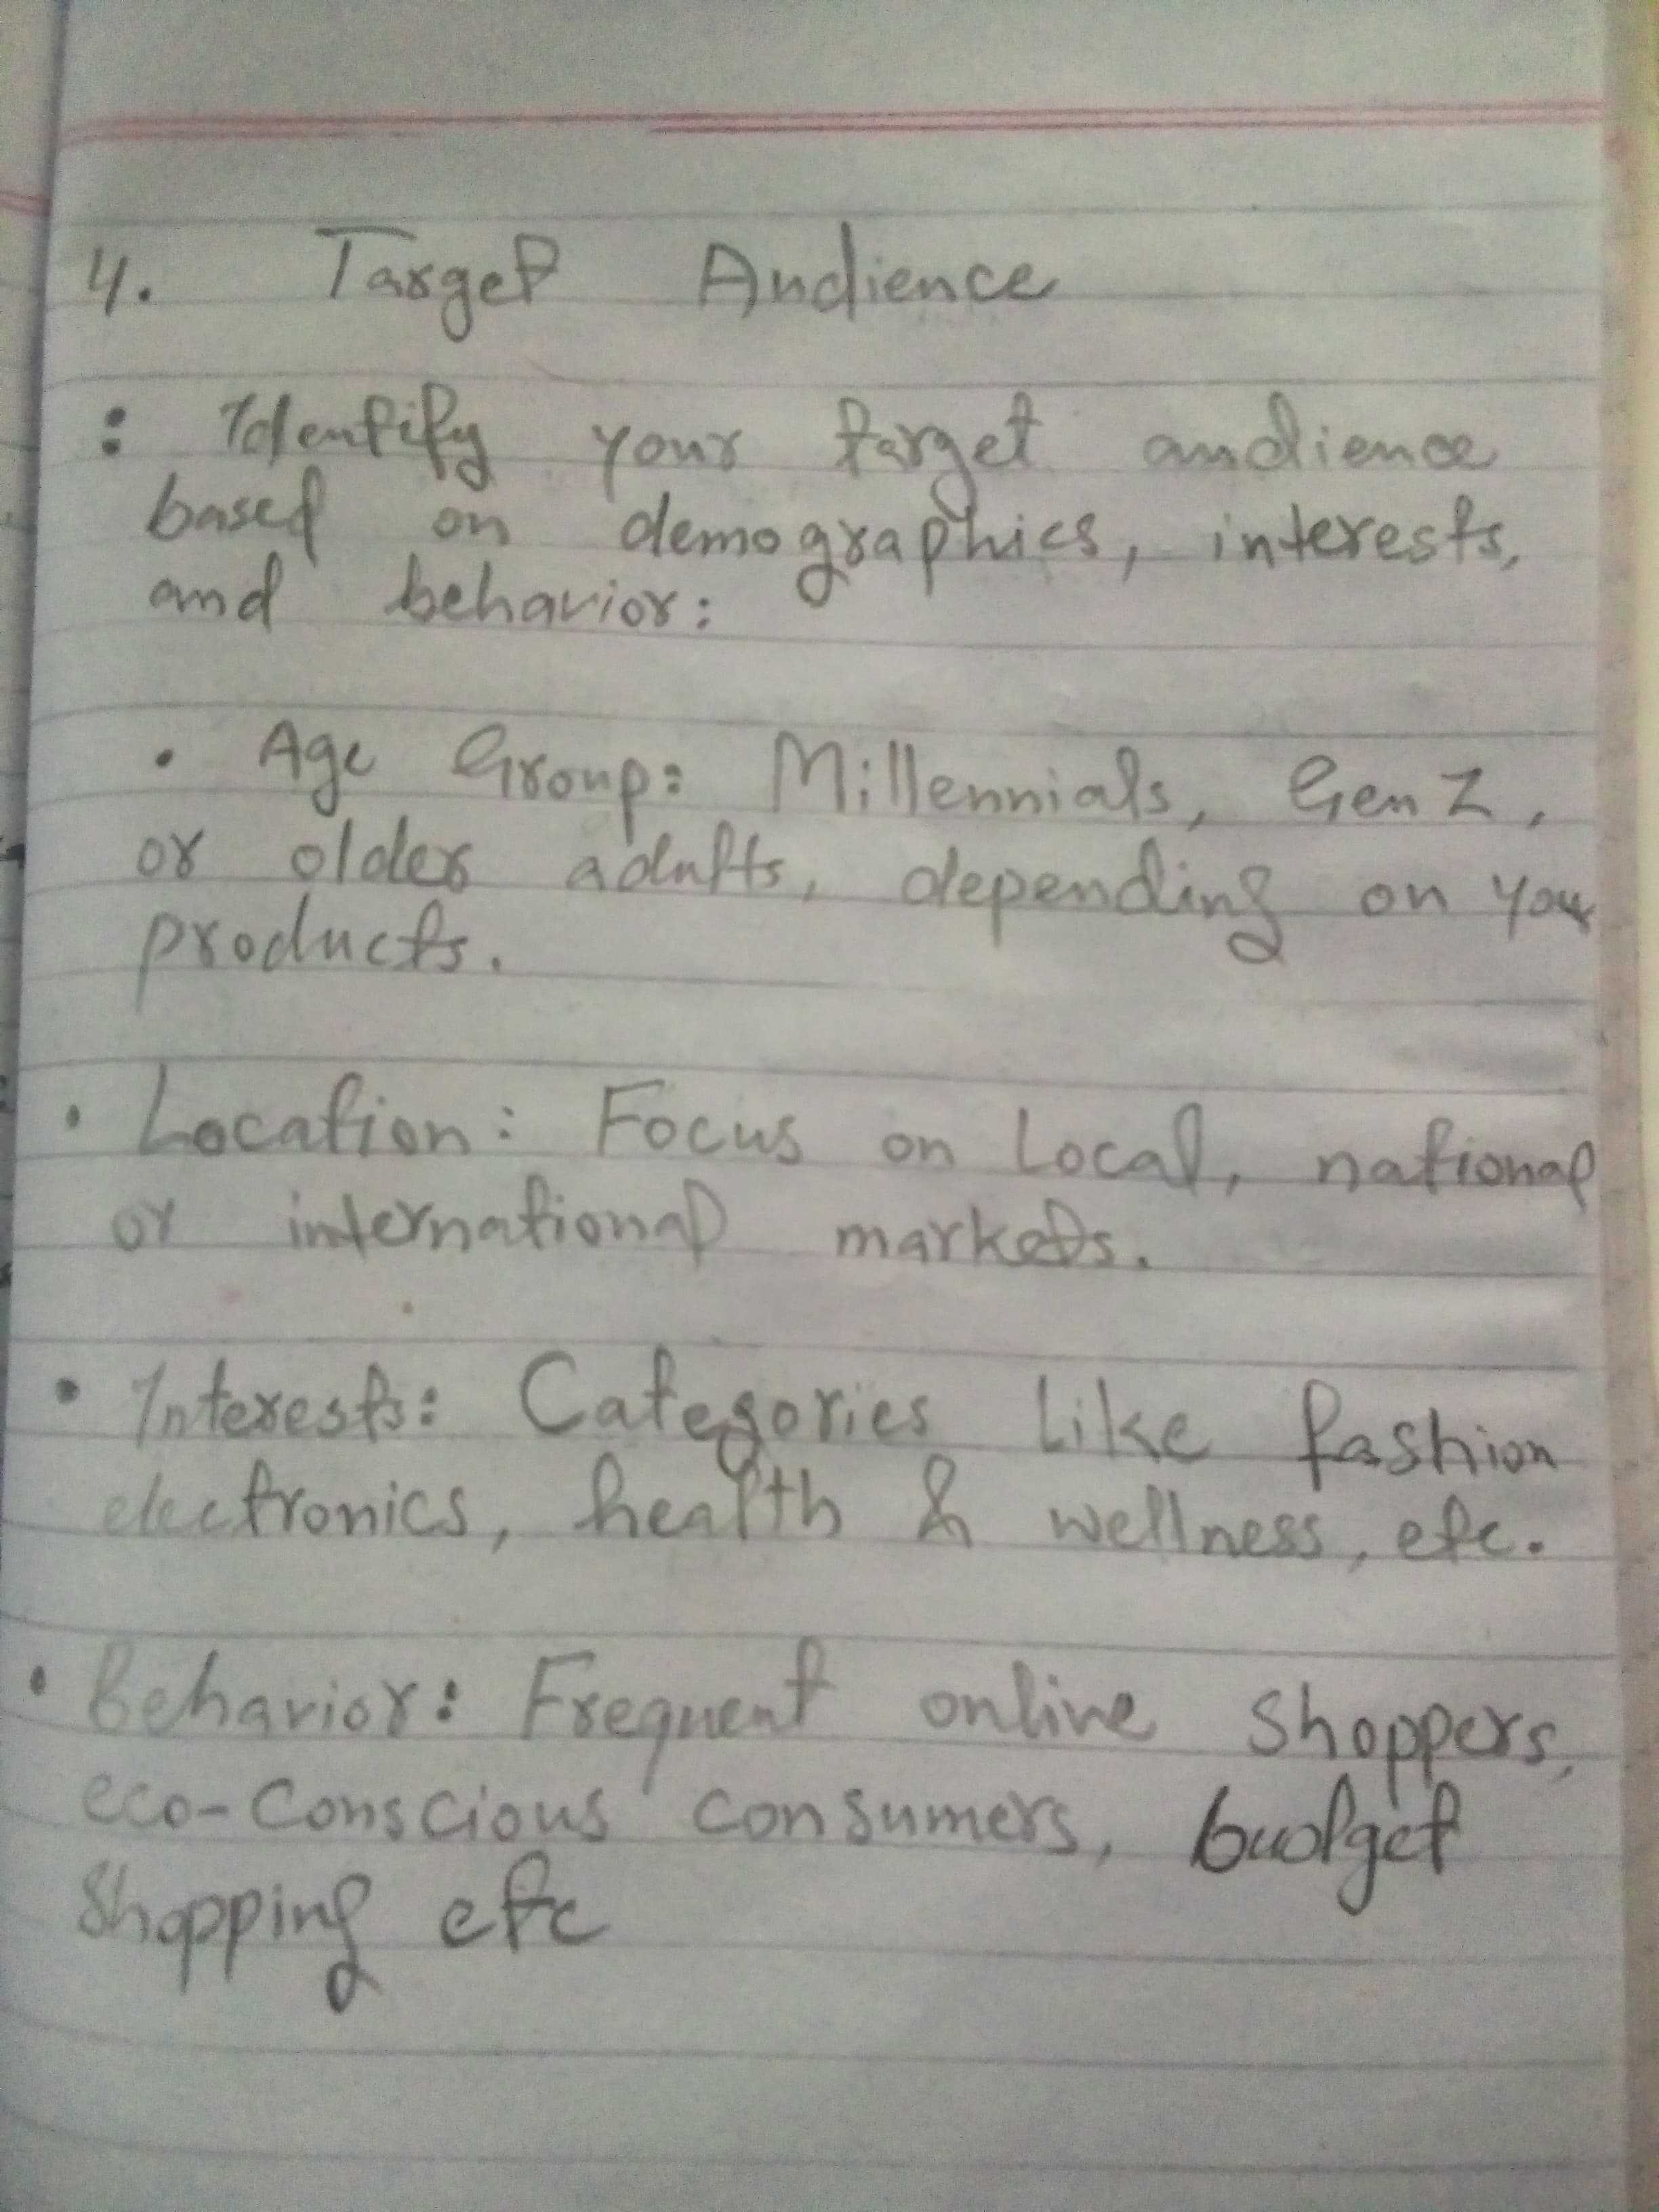 4. Target Audience
: Identify your target audience
based on demographics, interests,
and behavior:
• Age Group: Millennials, Gen Z,
or older adults, depending on your
products.
• Location: Focus on Local, national
or international markets.
• Interests: Categories Like fashion
electronics, health & wellness, etc.
• Behavior: Frequent online shoppers,
eco-conscious consumers, budget
shopping etc